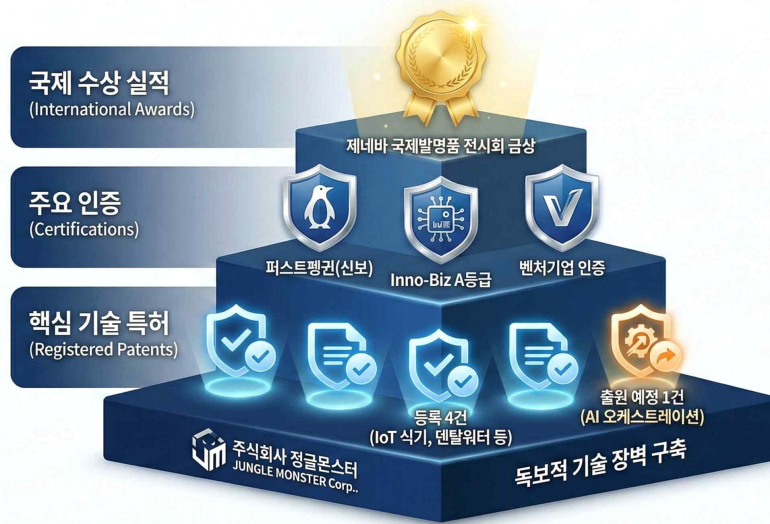 국제 수상 실적
(International Awards)
제네바 국제발명품 전시회 금상
주요 인증
(Certifications)
퍼스트펭귄(신보)
Inno-Biz A등급
벤처기업 인증
핵심 기술 특허
(Registered Patents)
등록 4건
(IoT 식기, 덴탈워터 등)
출원 예정 1건
(AI 오케스트레이션)
주식회사 정글몬스터
JUNGLE MONSTER Corp..
독보적 기술 장벽 구축